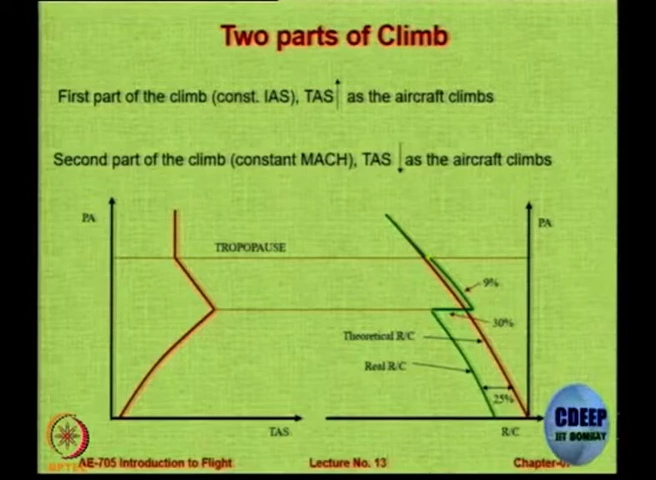 Two parts of Climb
First part of the climb (const. IAS), TAS as the aircraft climbs
Second part of the climb (constant MACH), TAS as the aircraft climbs
PA
TROPOPAUSE
PA
9%
30%
Theoretical R/C
Real R/C
25%
TAS
R/C
CDEEP
IIT BOMBAY
NPTEL
AE-705 Introduction to Flight
Lecture No. 13